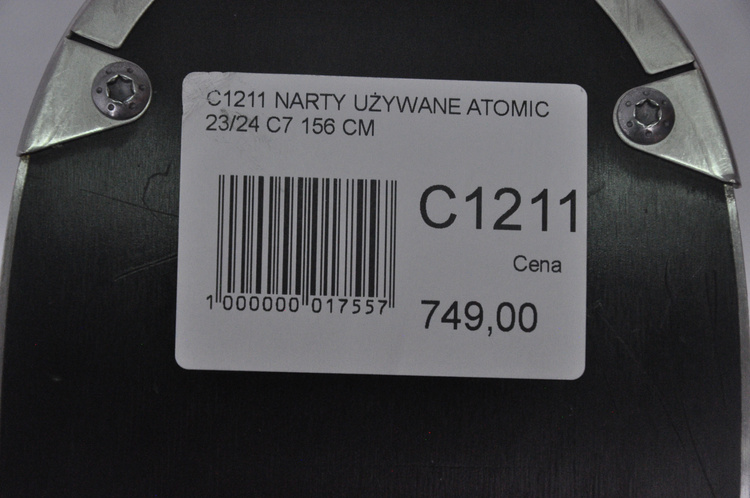 C1211 NARTY UŻYWANE ATOMIC
23/24 C7 156 CM
C1211
Cena
1 000000 017557
749,00